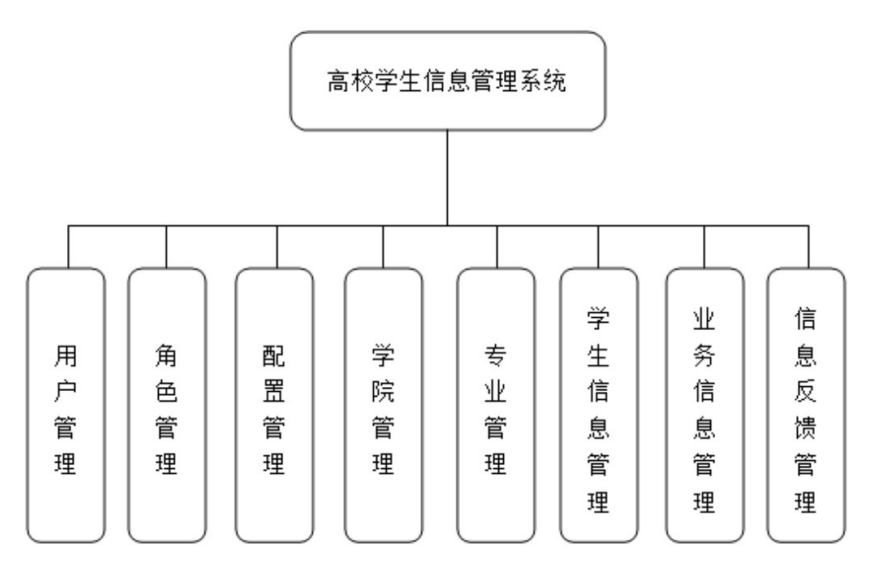 高校学生信息管理系统
用户管理
角色管理
配置管理
学院管理
专业管理
学生信息管理
业务信息管理
信息反馈管理